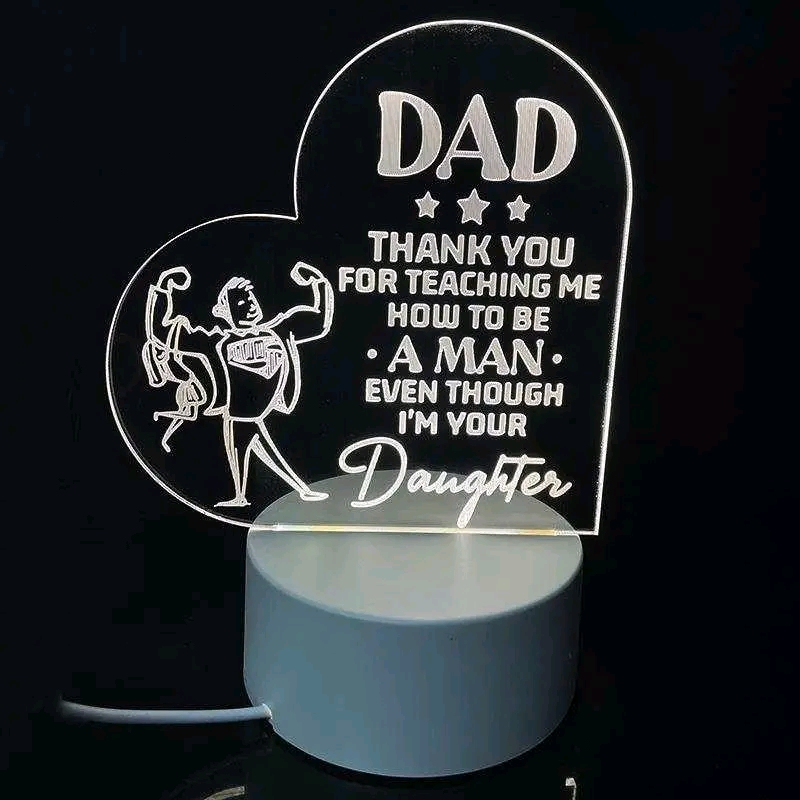 DAD
THANK YOU
FOR TEACHING ME
HOW TO BE
· A MAN ·
EVEN THOUGH
I'M YOUR
Daughter